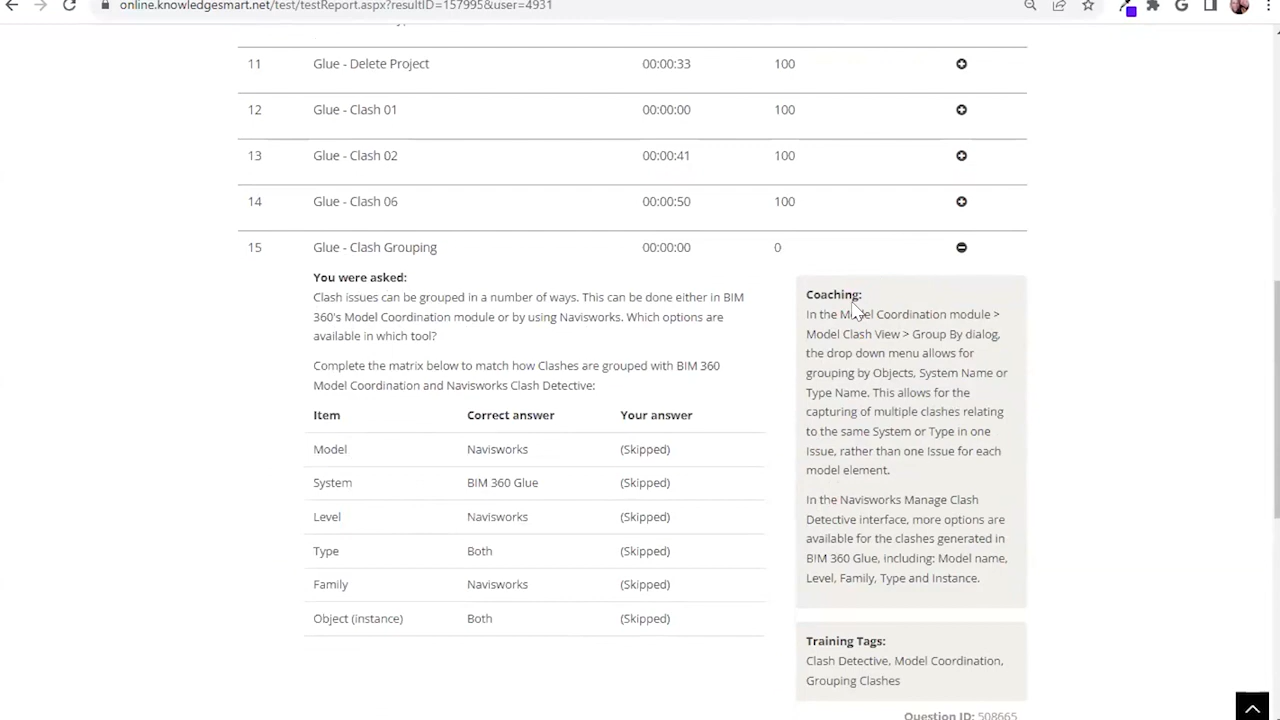 online.knowledgesmart.net/test/testReport.aspx?resultID=157995&user=4931
11 Glue - Delete Project 00:00:33 100
12 Glue - Clash 01 00:00:00 100
13 Glue - Clash 02 00:00:41 100
14 Glue - Clash 06 00:00:50 100
15 Glue - Clash Grouping 00:00:00 0
You were asked:
Clash issues can be grouped in a number of ways. This can be done either in BIM
360's Model Coordination module or by using Navisworks. Which options are
available in which tool?
Complete the matrix below to match how Clashes are grouped with BIM 360
Model Coordination and Navisworks Clash Detective:
Item Correct answer Your answer
Model Navisworks (Skipped)
System BIM 360 Glue (Skipped)
Level Navisworks (Skipped)
Type Both (Skipped)
Family Navisworks (Skipped)
Object (instance) Both (Skipped)
Coaching:
In the Model Coordination module >
Model Clash View > Group By dialog,
the drop down menu allows for
grouping by Objects, System Name or
Type Name. This allows for the
capturing of multiple clashes relating
to the same System or Type in one
Issue, rather than one Issue for each
model element.
In the Navisworks Manage Clash
Detective interface, more options are
available for the clashes generated in
BIM 360 Glue, including: Model name,
Level, Family, Type and Instance.
Training Tags:
Clash Detective, Model Coordination,
Grouping Clashes
Question ID: 508665